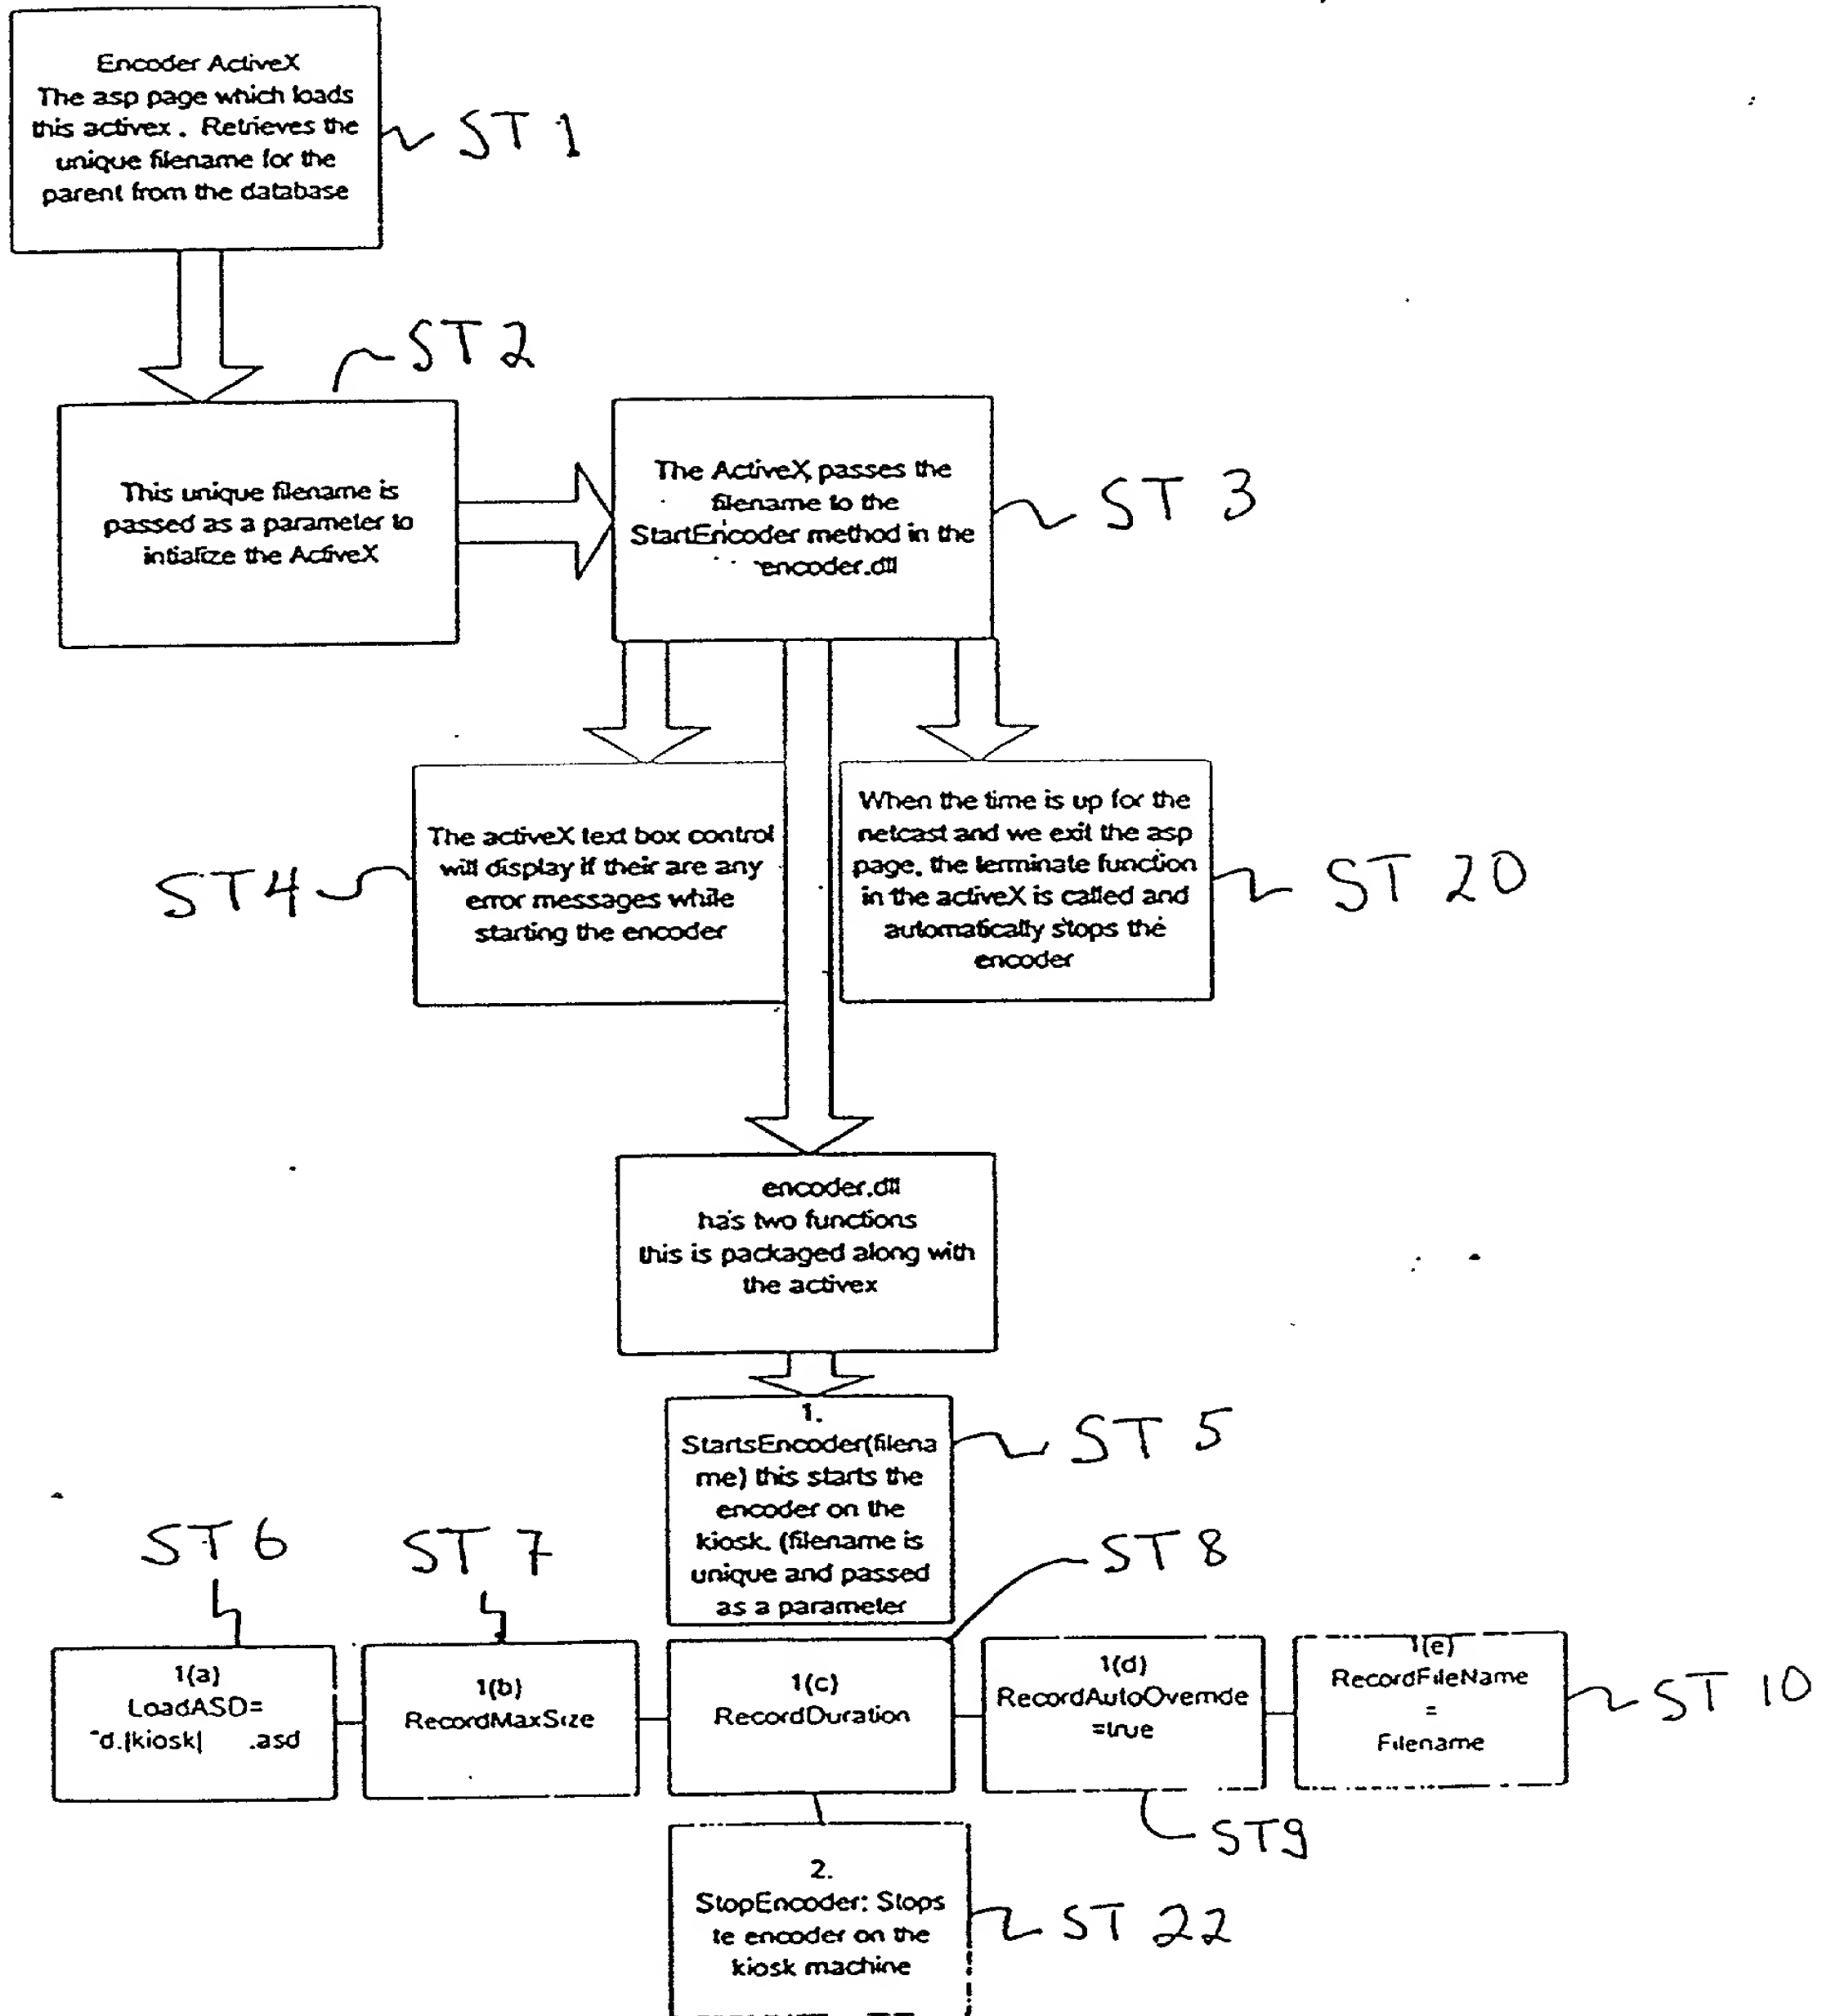 Encoder ActiveX
The asp page which loads
this activex. Retrieves the
unique filename for the
parent from the database
ST 1
ST 2
This unique filename is
passed as a parameter to
intialize the ActiveX
The ActiveX passes the
filename to the
StartEncoder method in the
encoder.dll
ST 3
The activeX text box control
will display if their are any
error messages while
starting the encoder
ST4
When the time is up for the
netcast and we exit the asp
page, the terminate function
in the activeX is called and
automatically stops the
encoder
ST 20
encoder.dll
has two functions
this is packaged along with
the activex
1.
StartsEncoder(filena
me) this starts the
encoder on the
kiosk. (filename is
unique and passed
as a parameter
ST 5
ST 6
ST 7
ST 8
1(a)
LoadASD=
"d.|kiosk| .asd
1(b)
RecordMaxSize
1(c)
RecordDuration
1(d)
RecordAutoOverride
=true
1(e)
RecordFileName
=
Filename
ST 10
ST9
2.
StopEncoder: Stops
te encoder on the
kiosk machine
ST 22